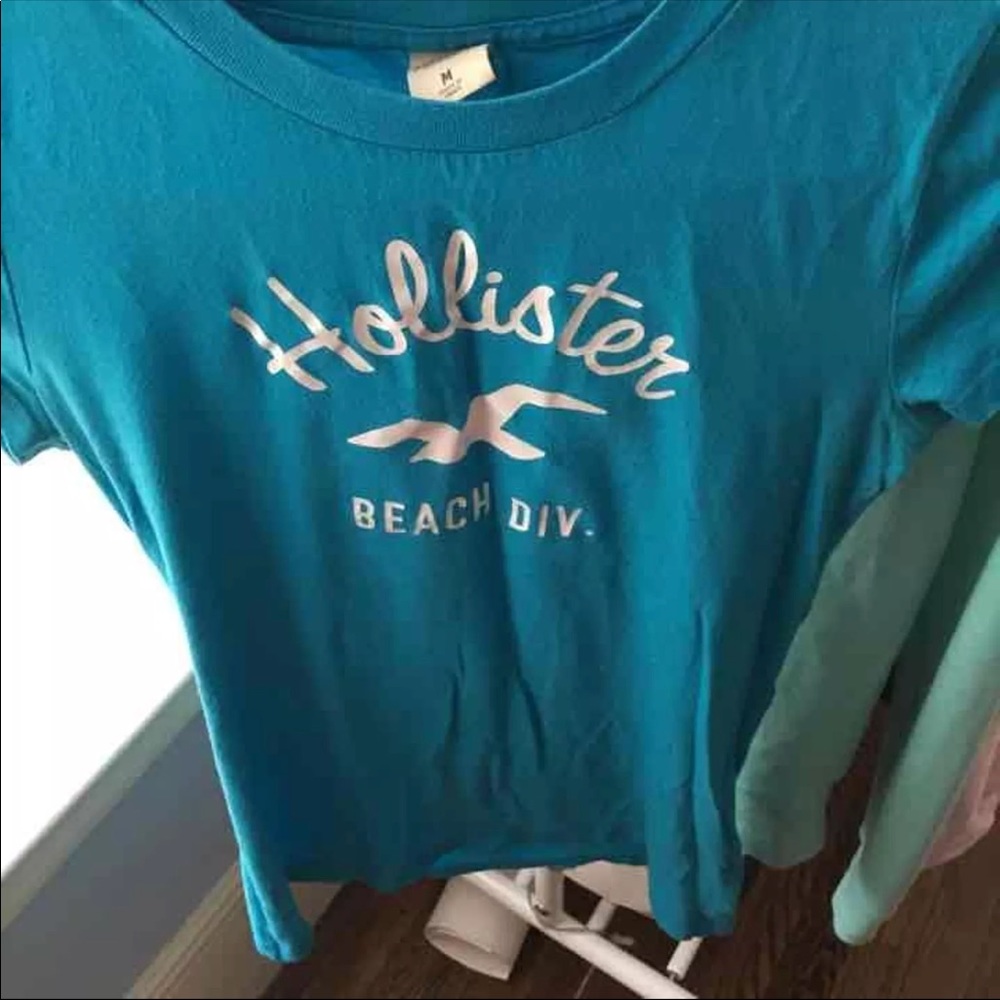 M
Hollister
BEACH DIV.